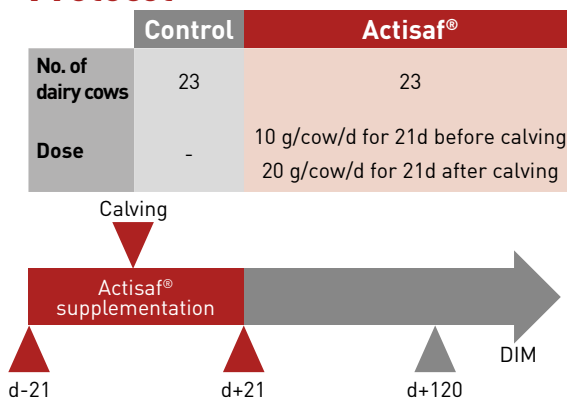 Control Actisaf®
No. of
dairy cows 23 23
Dose - 10 g/cow/d for 21d before calving
20 g/cow/d for 21d after calving
Calving
Actisaf®
supplementation
DIM
d-21 d+21 d+120